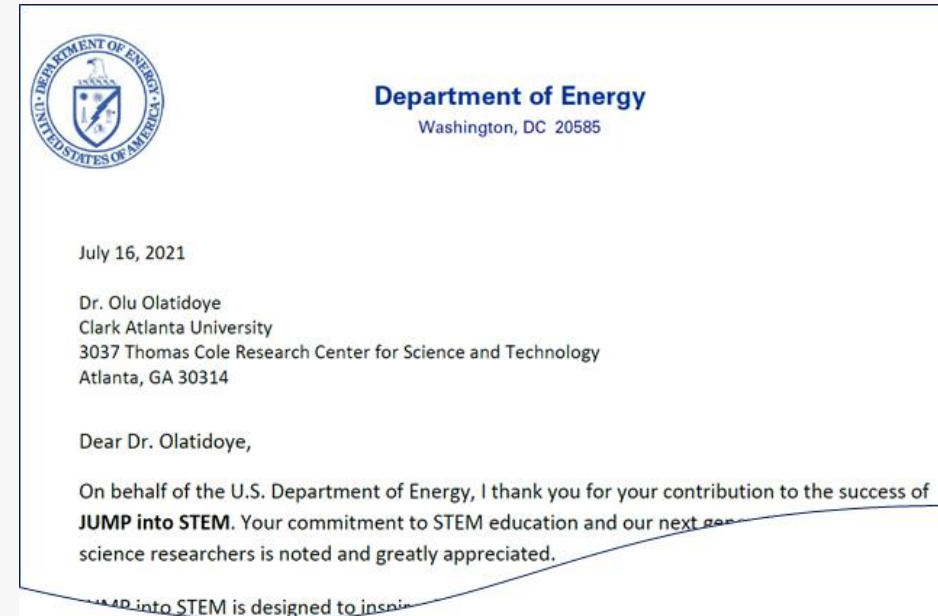 DEPARTMENT OF ENERGY
UNITED STATES OF AMERICA
Department of Energy
Washington, DC 20585
July 16, 2021
Dr. Olu Olatidoye
Clark Atlanta University
3037 Thomas Cole Research Center for Science and Technology
Atlanta, GA 30314
Dear Dr. Olatidoye,
On behalf of the U.S. Department of Energy, I thank you for your contribution to the success of
JUMP into STEM. Your commitment to STEM education and our next
science researchers is noted and greatly appreciated.
JUMP into STEM is designed to